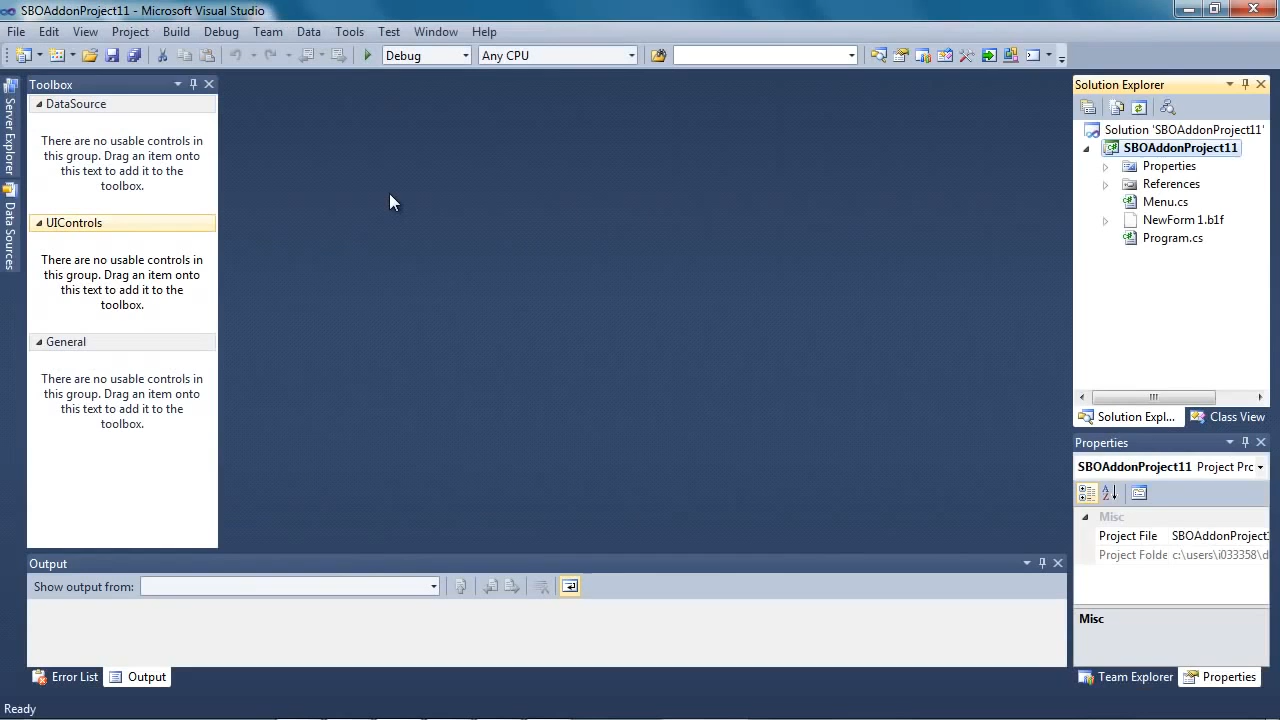 SBOAddonProject11 - Microsoft Visual Studio
File Edit View Project Build Debug Team Data Tools Test Window Help
Debug Any CPU
Server Explorer
Data Sources
Toolbox
DataSource
There are no usable controls in
this group. Drag an item onto
this text to add it to the
toolbox.
UIControls
There are no usable controls in
this group. Drag an item onto
this text to add it to the
toolbox.
General
There are no usable controls in
this group. Drag an item onto
this text to add it to the
toolbox.
Solution Explorer
Solution 'SBOAddonProject11'
SBOAddonProject11
Properties
References
Menu.cs
NewForm 1.b1f
Program.cs
Solution Expl... Class View
Properties
SBOAddonProject11 Project Prc
Misc
Project File SBOAddonProject1
Project Folde c:\users\i033358\d
Misc
Team Explorer Properties
Output
Show output from:
Error List Output
Ready